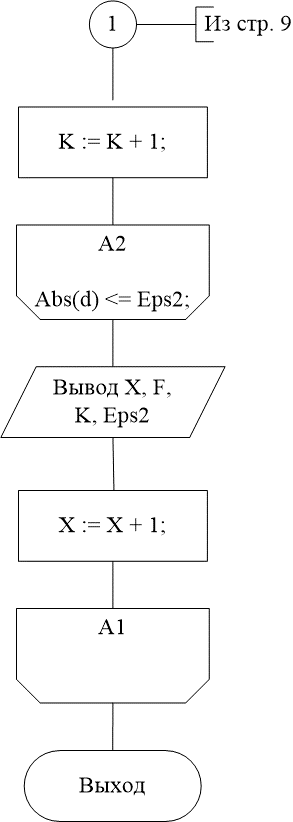 1
Из стр. 9
K := K + 1;
A2
Abs(d) <= Eps2;
Вывод X, F,
K, Eps2
X := X + 1;
A1
Выход